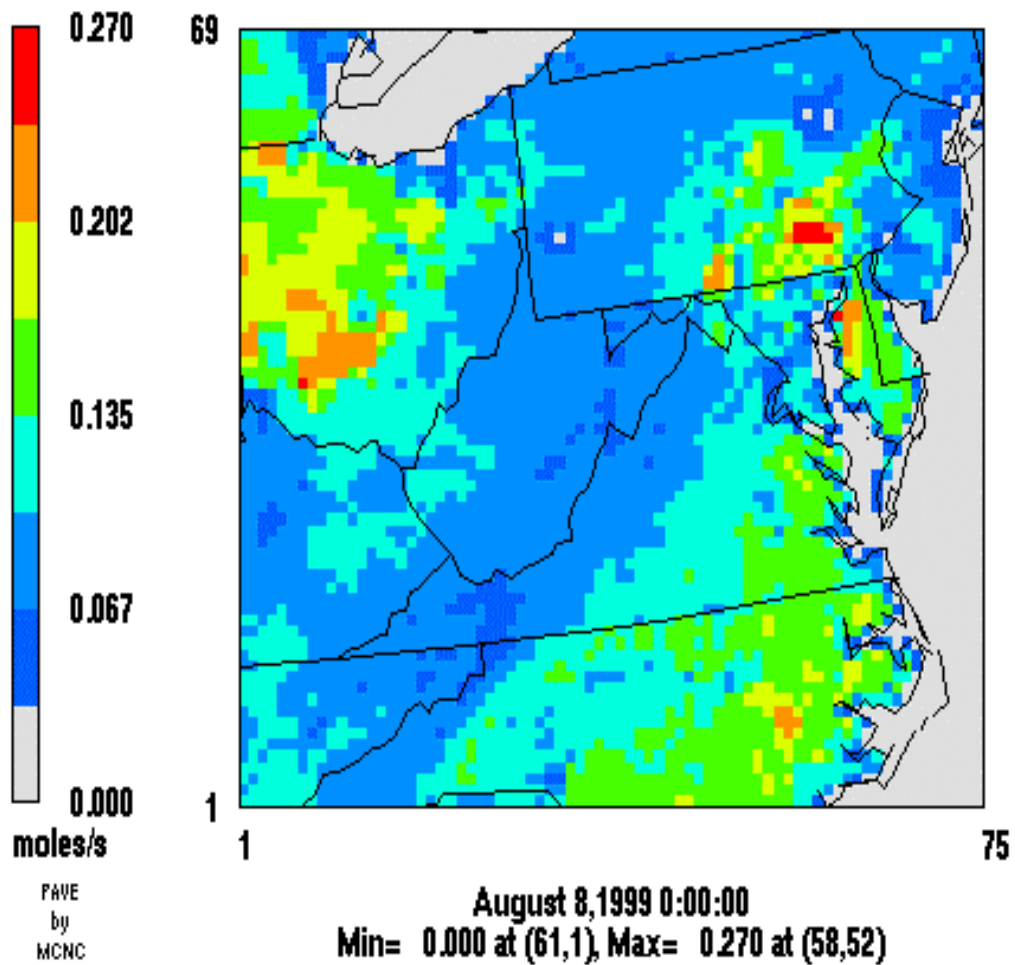 0.270
0.202
0.135
0.067
0.000
moles/s
PAVE
by
MCNC
69
1
1
75
August 8,1999 0:00:00
Min= 0.000 at (61,1), Max= 0.270 at (58,52)